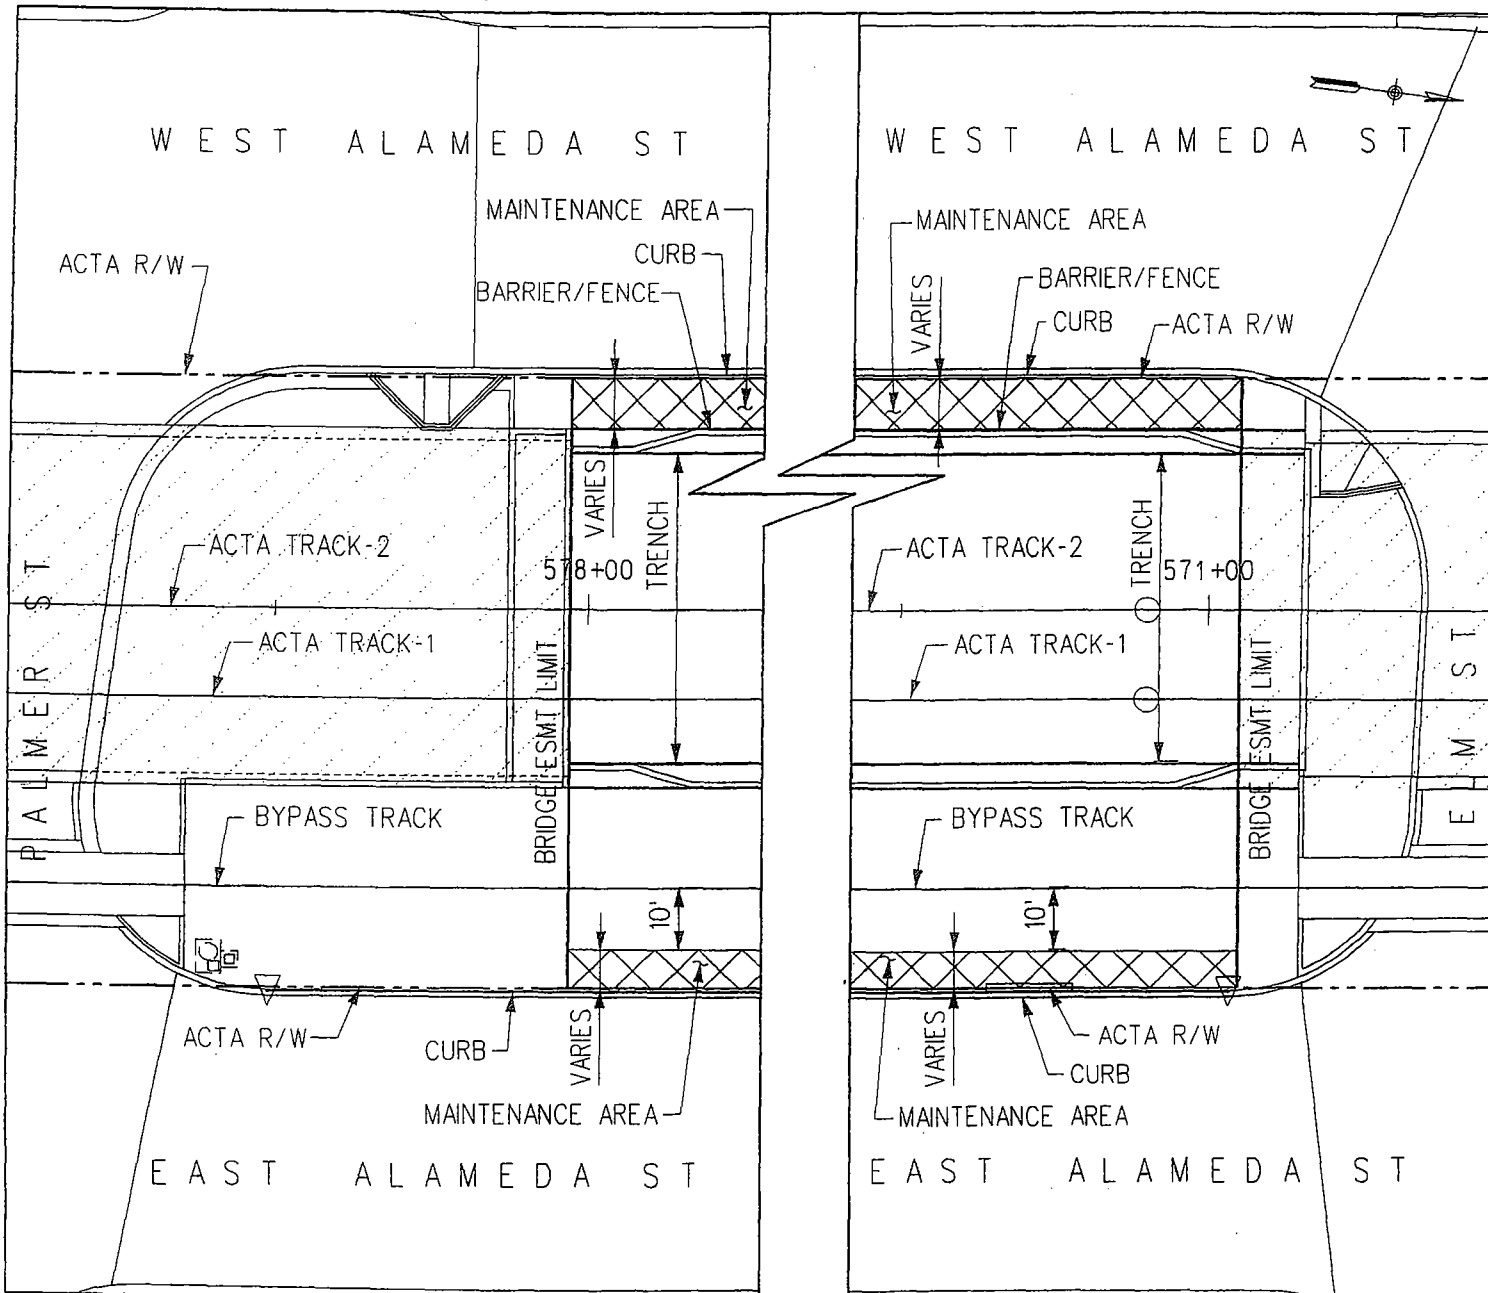 WEST ALAMEDA ST
WEST ALAMEDA ST
MAINTENANCE AREA
MAINTENANCE AREA
CURB
ACTA R/W
BARRIER/FENCE
VARIES
BARRIER/FENCE
CURB
ACTA R/W
VARIES
TRENCH
TRENCH
ACTA TRACK-2
578+00
ACTA TRACK-2
571+00
ACTA TRACK-1
ACTA TRACK-1
PALMER ST
BRIDGE ESMT LIMIT
BRIDGE ESMT LIMIT
ELM ST
BYPASS TRACK
BYPASS TRACK
10'
10'
ACTA R/W
CURB
VARIES
VARIES
ACTA R/W
CURB
MAINTENANCE AREA
MAINTENANCE AREA
EAST ALAMEDA ST
EAST ALAMEDA ST